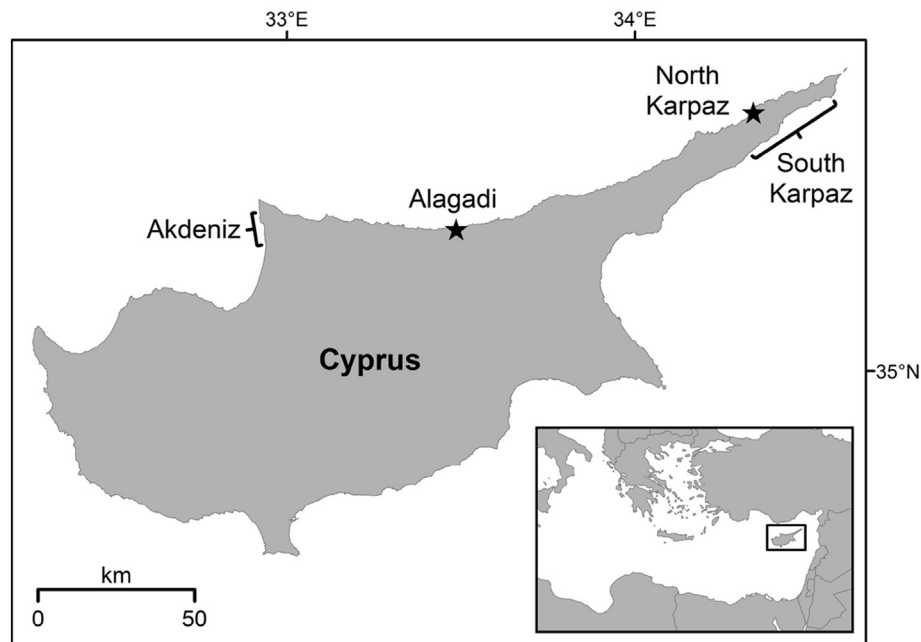 33°E
34°E
North
Karpaz
South
Karpaz
Alagadi
Akdeniz
Cyprus
35°N
km
0
50